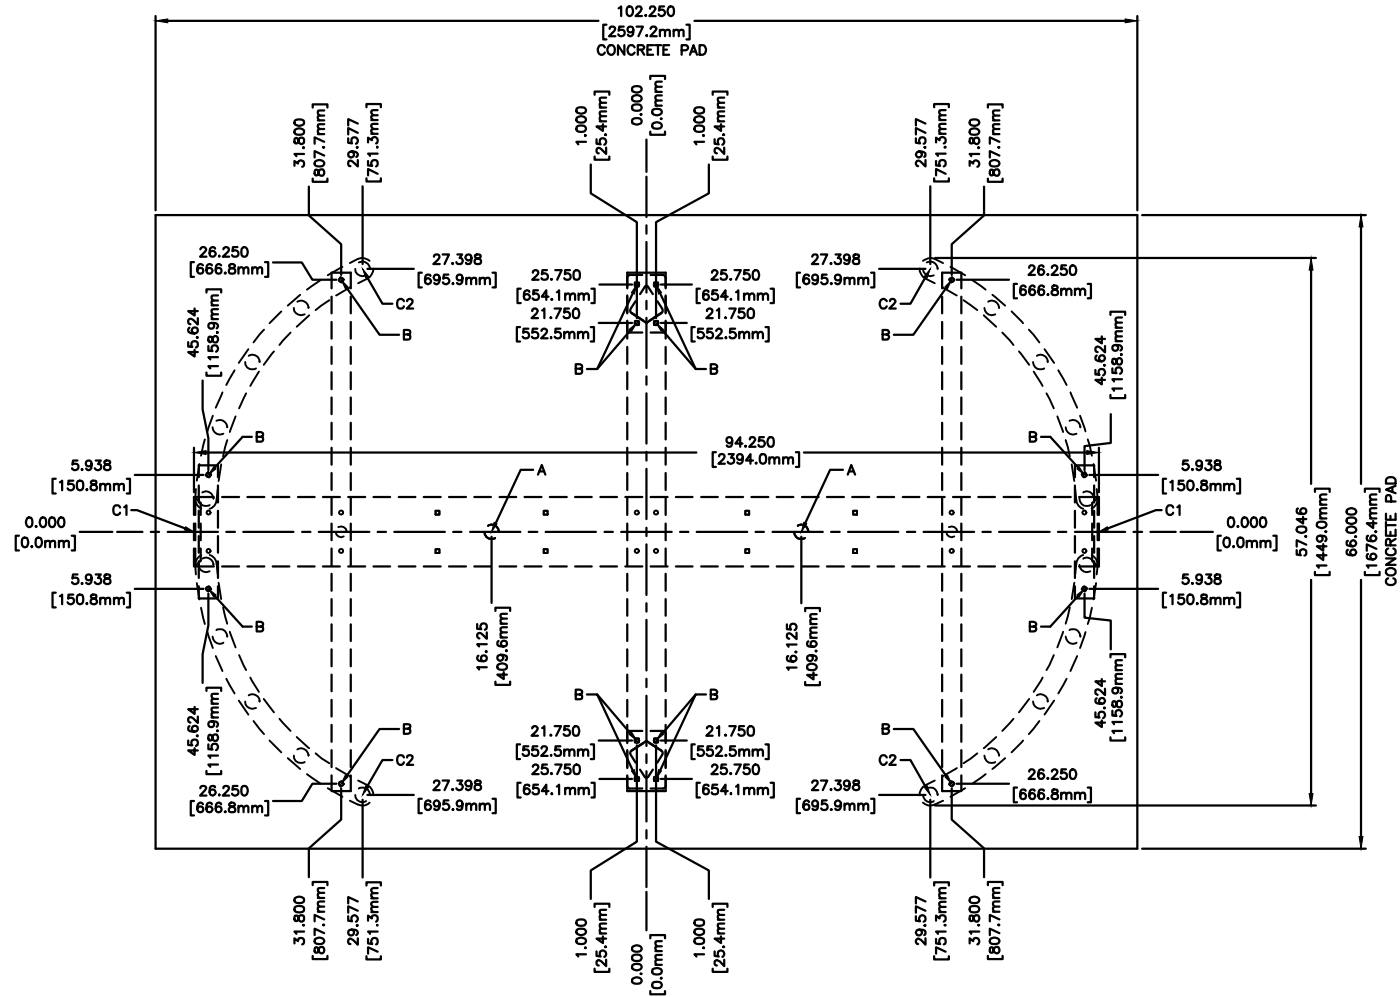 102.250
[2597.2mm]
CONCRETE PAD
31.800
[807.7mm]
29.577
[751.3mm]
1.000
[25.4mm]
0.000
[0.0mm]
1.000
[25.4mm]
29.577
[751.3mm]
31.800
[807.7mm]
26.250
[666.8mm]
27.398
[695.9mm]
25.750
[654.1mm]
25.750
[654.1mm]
27.398
[695.9mm]
26.250
[666.8mm]
C2
C2
21.750
[552.5mm]
21.750
[552.5mm]
B
B
45.624
[1158.9mm]
45.624
[1158.9mm]
B
B
B
B
94.250
[2394.0mm]
5.938
[150.8mm]
A
A
5.938
[150.8mm]
C1
C1
0.000
[0.0mm]
0.000
[0.0mm]
57.046
[1449.0mm]
66.000
[1676.4mm]
CONCRETE PAD
5.938
[150.8mm]
5.938
[150.8mm]
B
B
16.125
[409.6mm]
16.125
[409.6mm]
45.624
[1158.9mm]
45.624
[1158.9mm]
B
B
B
B
21.750
[552.5mm]
21.750
[552.5mm]
C2
C2
26.250
[666.8mm]
27.398
[695.9mm]
25.750
[654.1mm]
25.750
[654.1mm]
27.398
[695.9mm]
26.250
[666.8mm]
31.800
[807.7mm]
29.577
[751.3mm]
1.000
[25.4mm]
0.000
[0.0mm]
1.000
[25.4mm]
29.577
[751.3mm]
31.800
[807.7mm]